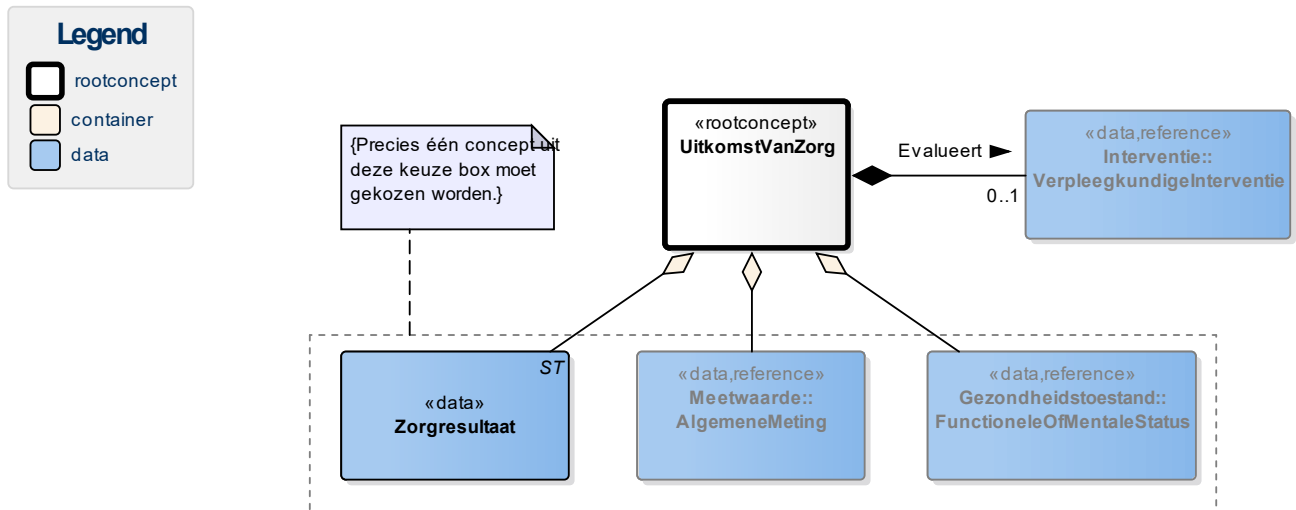 Legend
rootconcept
container
data
{Precies één concept uit
deze keuze box moet
gekozen worden.}
«rootconcept»
UitkomstVanZorg
Evalueert
0..1
«data,reference»
Interventie::
VerpleegkundigeInterventie
ST
«data»
Zorgresultaat
«data,reference»
Meetwaarde::
AlgemeneMeting
«data,reference»
Gezondheidstoestand::
FunctioneleOfMentaleStatus